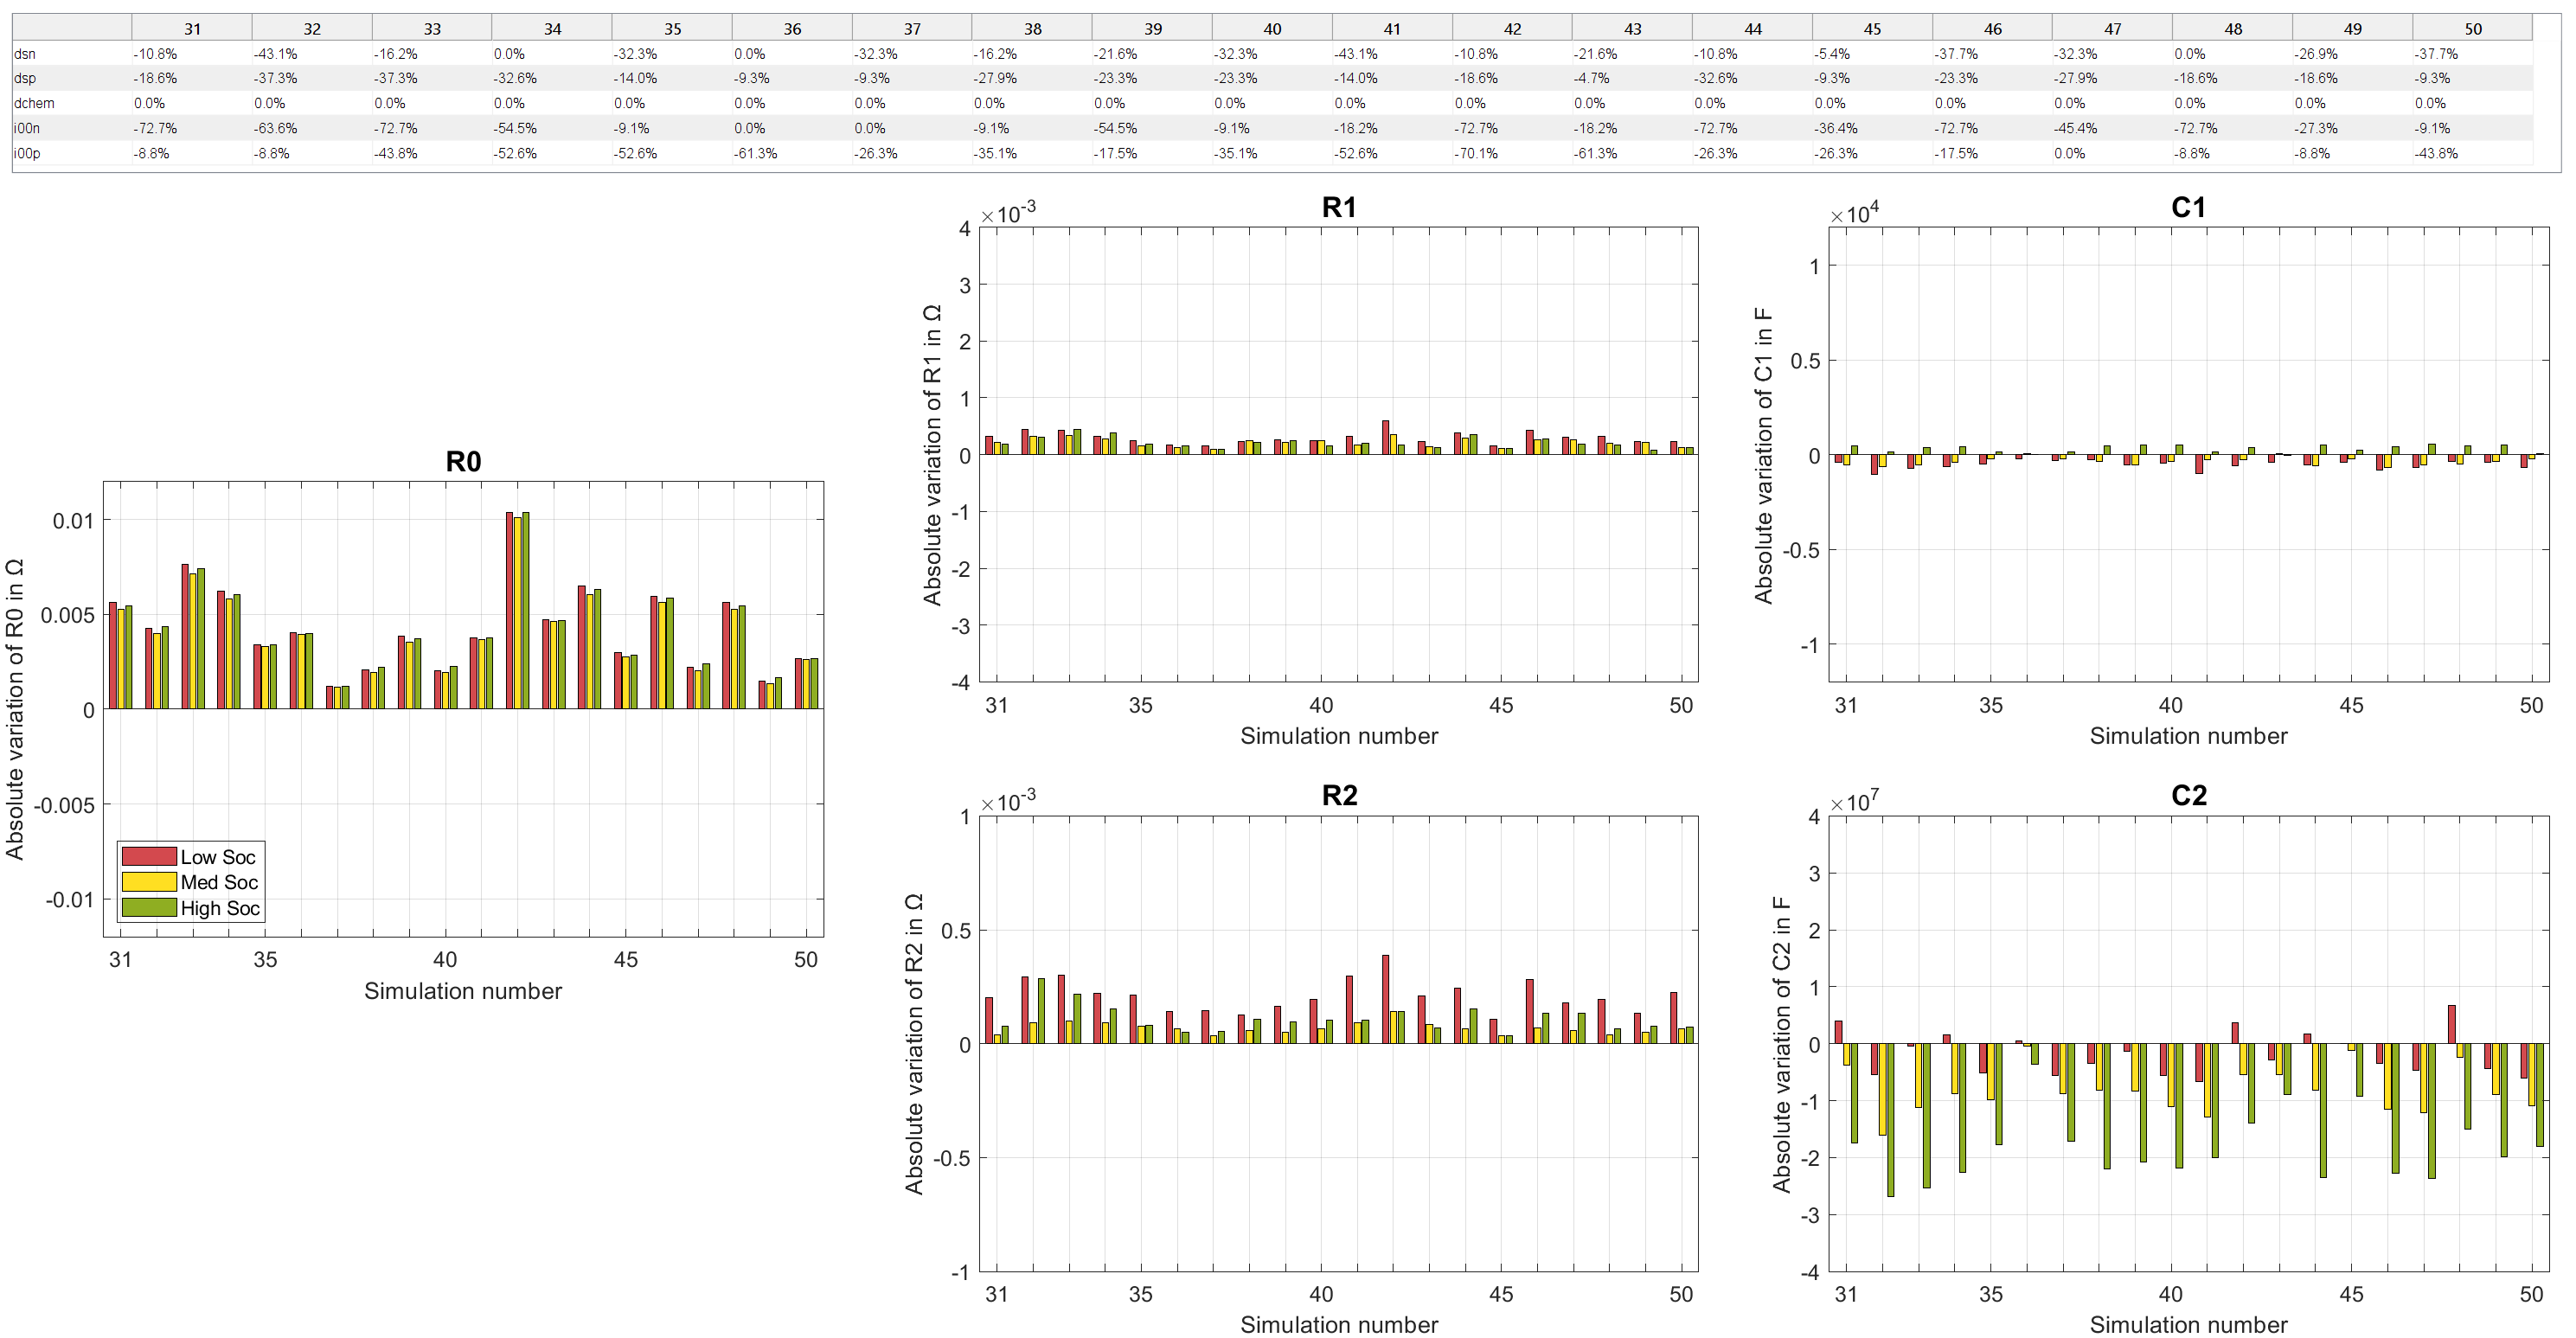 31 32 33 34 35 36 37 38 39 40 41 42 43 44 45 46 47 48 49 50
dsn -10.8% -43.1% -16.2% 0.0% -32.3% 0.0% -32.3% -16.2% -21.6% -32.3% -43.1% -10.8% -21.6% -10.8% -5.4% -37.7% -32.3% 0.0% -26.9% -37.7%
dsp -18.6% -37.3% -37.3% -32.6% -14.0% -9.3% -9.3% -27.9% -23.3% -23.3% -14.0% -18.6% -4.7% -32.6% -9.3% -23.3% -27.9% -18.6% -18.6% -9.3%
dchem 0.0% 0.0% 0.0% 0.0% 0.0% 0.0% 0.0% 0.0% 0.0% 0.0% 0.0% 0.0% 0.0% 0.0% 0.0% 0.0% 0.0% 0.0% 0.0% 0.0%
i00n -72.7% -63.6% -72.7% -54.5% -9.1% 0.0% 0.0% -9.1% -54.5% -9.1% -18.2% -72.7% -18.2% -72.7% -36.4% -72.7% -45.4% -72.7% -27.3% -9.1%
i00p -8.8% -8.8% -43.8% -52.6% -52.6% -61.3% -26.3% -35.1% -17.5% -35.1% -52.6% -70.1% -61.3% -26.3% -26.3% -17.5% 0.0% -8.8% -8.8% -43.8%
R0
Absolute variation of R0 in Ω
0.01
0.005
0
-0.005
-0.01
Low Soc
Med Soc
High Soc
31 35 40 45 50
Simulation number
R1
×10-3
Absolute variation of R1 in Ω
4
3
2
1
0
-1
-2
-3
-4
31 35 40 45 50
Simulation number
C1
×104
Absolute variation of C1 in F
1
0.5
0
-0.5
-1
31 35 40 45 50
Simulation number
R2
×10-3
Absolute variation of R2 in Ω
1
0.5
0
-0.5
-1
31 35 40 45 50
Simulation number
C2
×107
Absolute variation of C2 in F
4
3
2
1
0
-1
-2
-3
-4
31 35 40 45 50
Simulation number